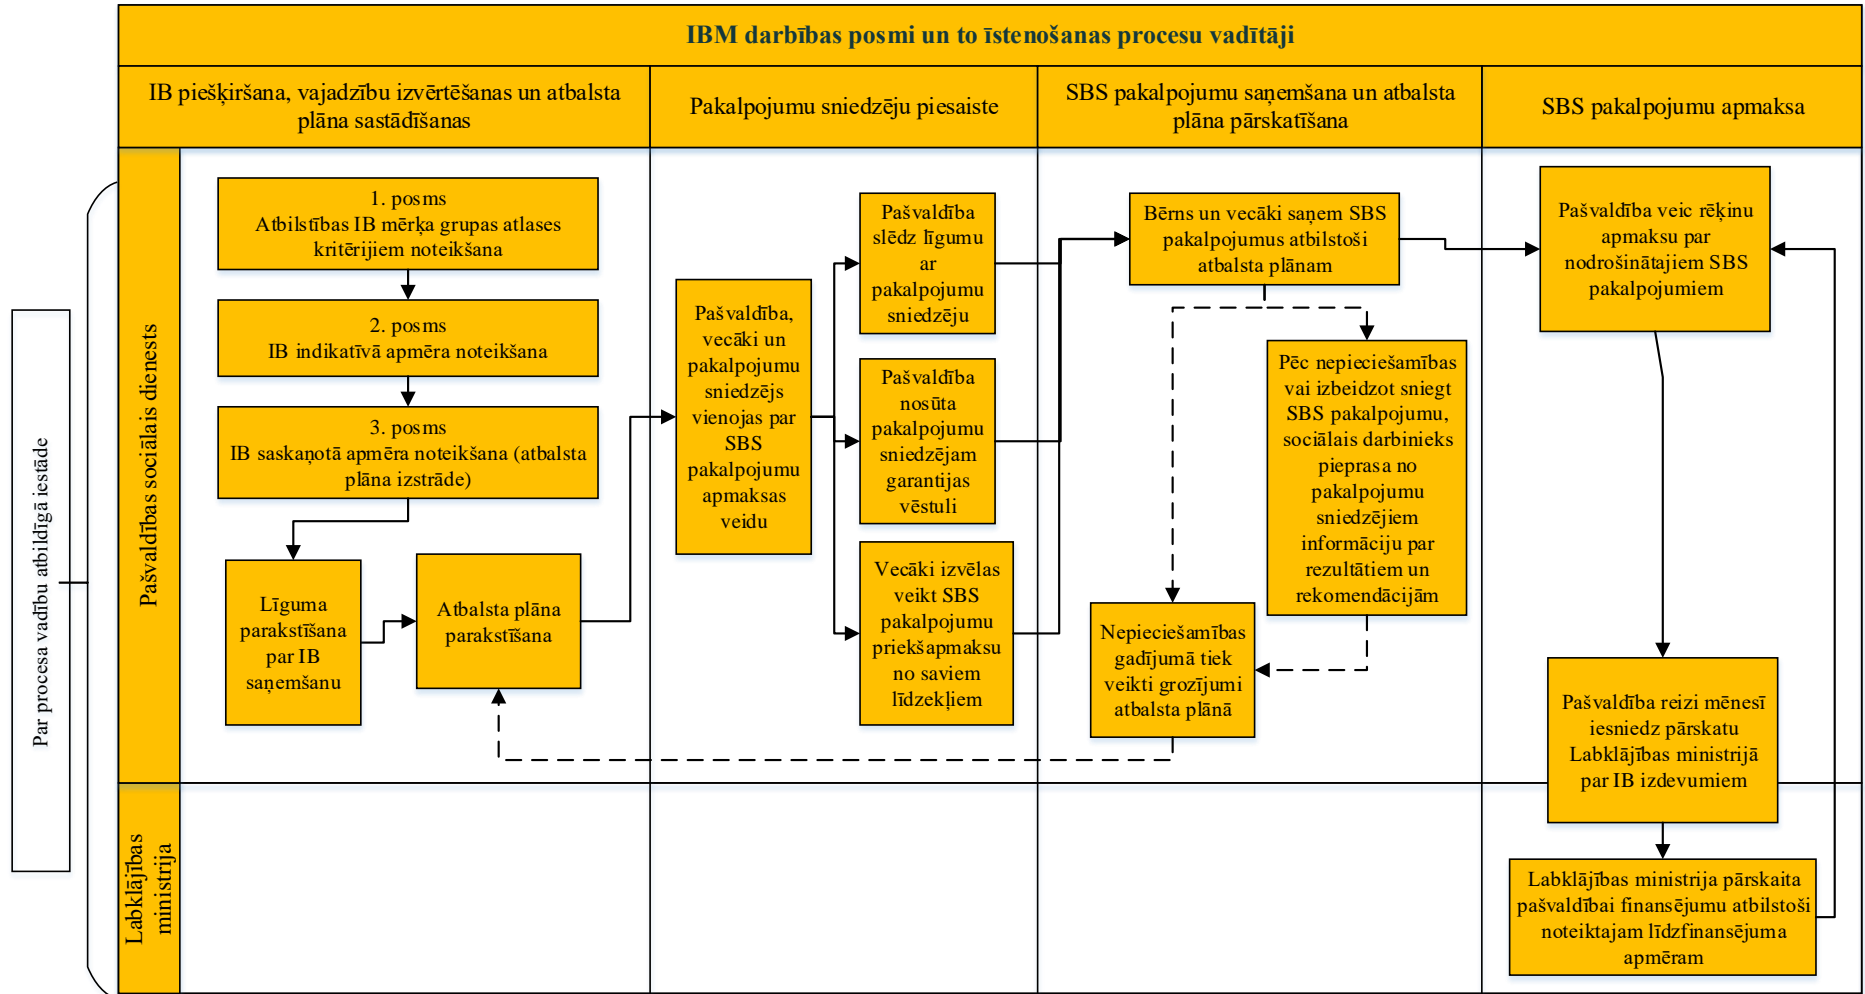 IBM darbības posmi un to īstenošanas procesu vadītāji
IB piešķiršana, vajadzību izvērtēšanas un atbalsta
plāna sastādīšanas
Pakalpojumu sniedzēju piesaiste
SBS pakalpojumu saņemšana un atbalsta
plāna pārskatīšana
SBS pakalpojumu apmaksa
Par procesa vadību atbildīgā iestāde
Pašvaldības sociālais dienests
1. posms
Atbilstības IB mērķa grupas atlases
kritērijiem noteikšana
2. posms
IB indikatīvā apmēra noteikšana
3. posms
IB saskaņotā apmēra noteikšana (atbalsta
plāna izstrāde)
Līguma
parakstīšana
par IB
saņemšanu
Atbalsta plāna
parakstīšana
Pašvaldība,
vecāki un
pakalpojumu
sniedzējs
vienojas par
SBS
pakalpojumu
apmaksas
veidu
Pašvaldība
slēdz līgumu
ar
pakalpojumu
sniedzēju
Pašvaldība
nosūta
pakalpojumu
sniedzējam
garantijas
vēstuli
Vecāki izvēlas
veikt SBS
pakalpojumu
priekšapmaksu
no saviem
līdzekļiem
Bērns un vecāki saņem SBS
pakalpojumus atbilstoši
atbalsta plānam
Pēc nepieciešamības
vai izbeidzot sniegt
SBS pakalpojumu,
sociālais darbinieks
pieprasa no
pakalpojumu
sniedzējiem
informāciju par
rezultātiem un
rekomendācijām
Nepieciešamības
gadījumā tiek
veikti grozījumi
atbalsta plānā
Pašvaldība veic rēķinu
apmaksu par
nodrošinātajiem SBS
pakalpojumiem
Pašvaldība reizi mēnesī
iesniedz pārskatu
Labklājības ministrijā
par IB izdevumiem
Labklājības
ministrija
Labklājības ministrija pārskaita
pašvaldībai finansējumu atbilstoši
noteiktajam līdzfinansējuma
apmēram